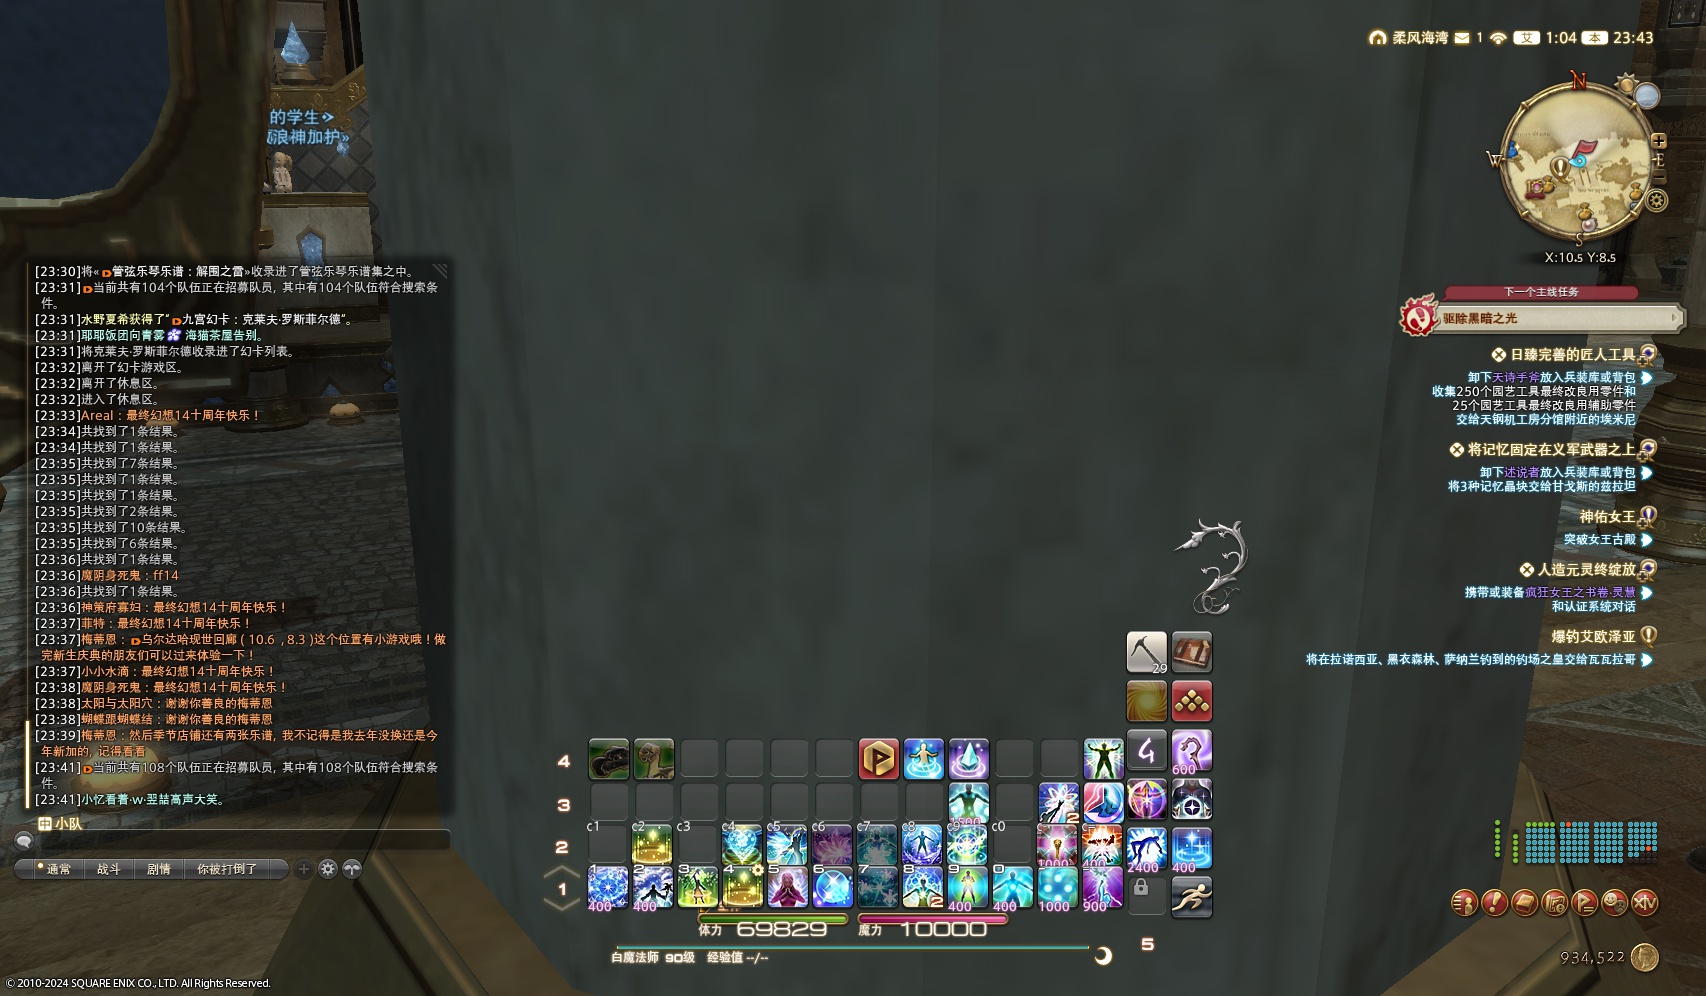 的学生
浪神加护»
柔风海湾 1 艾 1:04 本 23:43
N
W
E
S
X:10.5 Y:8.5
下一个主线任务
驱除黑暗之光
日臻完善的匠人工具
卸下天诗手斧放入兵装库或背包
收集250个园艺工具最终改良用零件和
25个园艺工具最终改良用辅助零件
交给天钢机工房分馆附近的埃米尼
将记忆固定在义军武器之上
卸下述说者放入兵装库或背包
将3种记忆晶块交给甘戈斯的兹拉坦
神佑女王
突破女王古殿
人造元灵终绽放
携带或装备疯狂女王之书卷·灵慧
和认证系统对话
爆钓艾欧泽亚
将在拉诺西亚、黑衣森林、萨纳兰钓到的钓场之皇交给瓦瓦拉哥
[23:30]将«管弦乐琴乐谱：解围之雷»收录进了管弦乐琴乐谱集之中。
[23:31]当前共有104个队伍正在招募队员, 其中有104个队伍符合搜索条
件。
[23:31]水野夏希获得了“九宫幻卡：克莱夫·罗斯菲尔德”。
[23:31]耶耶饭团向青雾 海猫茶屋告别。
[23:31]将克莱夫·罗斯菲尔德收录进了幻卡列表。
[23:32]离开了幻卡游戏区。
[23:32]离开了休息区。
[23:32]进入了休息区。
[23:33]Areal：最终幻想14十周年快乐！
[23:34]共找到了1条结果。
[23:34]共找到了1条结果。
[23:35]共找到了7条结果。
[23:35]共找到了1条结果。
[23:35]共找到了1条结果。
[23:35]共找到了2条结果。
[23:35]共找到了10条结果。
[23:35]共找到了6条结果。
[23:36]共找到了1条结果。
[23:36]魔阴身死鬼：ff14
[23:36]共找到了1条结果。
[23:36]神策府寡妇：最终幻想14十周年快乐！
[23:37]菲特：最终幻想14十周年快乐！
[23:37]梅蒂恩：乌尔达哈现世回廊 ( 10.6 , 8.3 )这个位置有小游戏哦！做
完新生庆典的朋友们可以过来体验一下！
[23:37]小小水滴：最终幻想14十周年快乐！
[23:38]魔阴身死鬼：最终幻想14十周年快乐！
[23:38]太阳与太阳穴：谢谢你善良的梅蒂恩
[23:38]蝴蝶跟蝴蝶结：谢谢你善良的梅蒂恩
[23:39]梅蒂恩：然后季节店铺还有两张乐谱, 我不记得是我去年没换还是今
年新加的, 记得看看
[23:41]当前共有108个队伍正在招募队员, 其中有108个队伍符合搜索条
件。
[23:41]小忆看着·w·翌喆高声大笑。
中 小队
通常 战斗 剧情 你被打倒了
29
4
600
3
2
2
c1 c2 c3 c4 c5 c6 c7 c8 c9 c0
1000 400 2400 400
1
1 2 3 4 5 6 7 8 9 0
400 400 2 400 400 1000 900
体力 69829 魔力 10000
5
白魔法师 90级 经验值 --/--
934,522
© 2010-2024 SQUARE ENIX CO., LTD. All Rights Reserved.